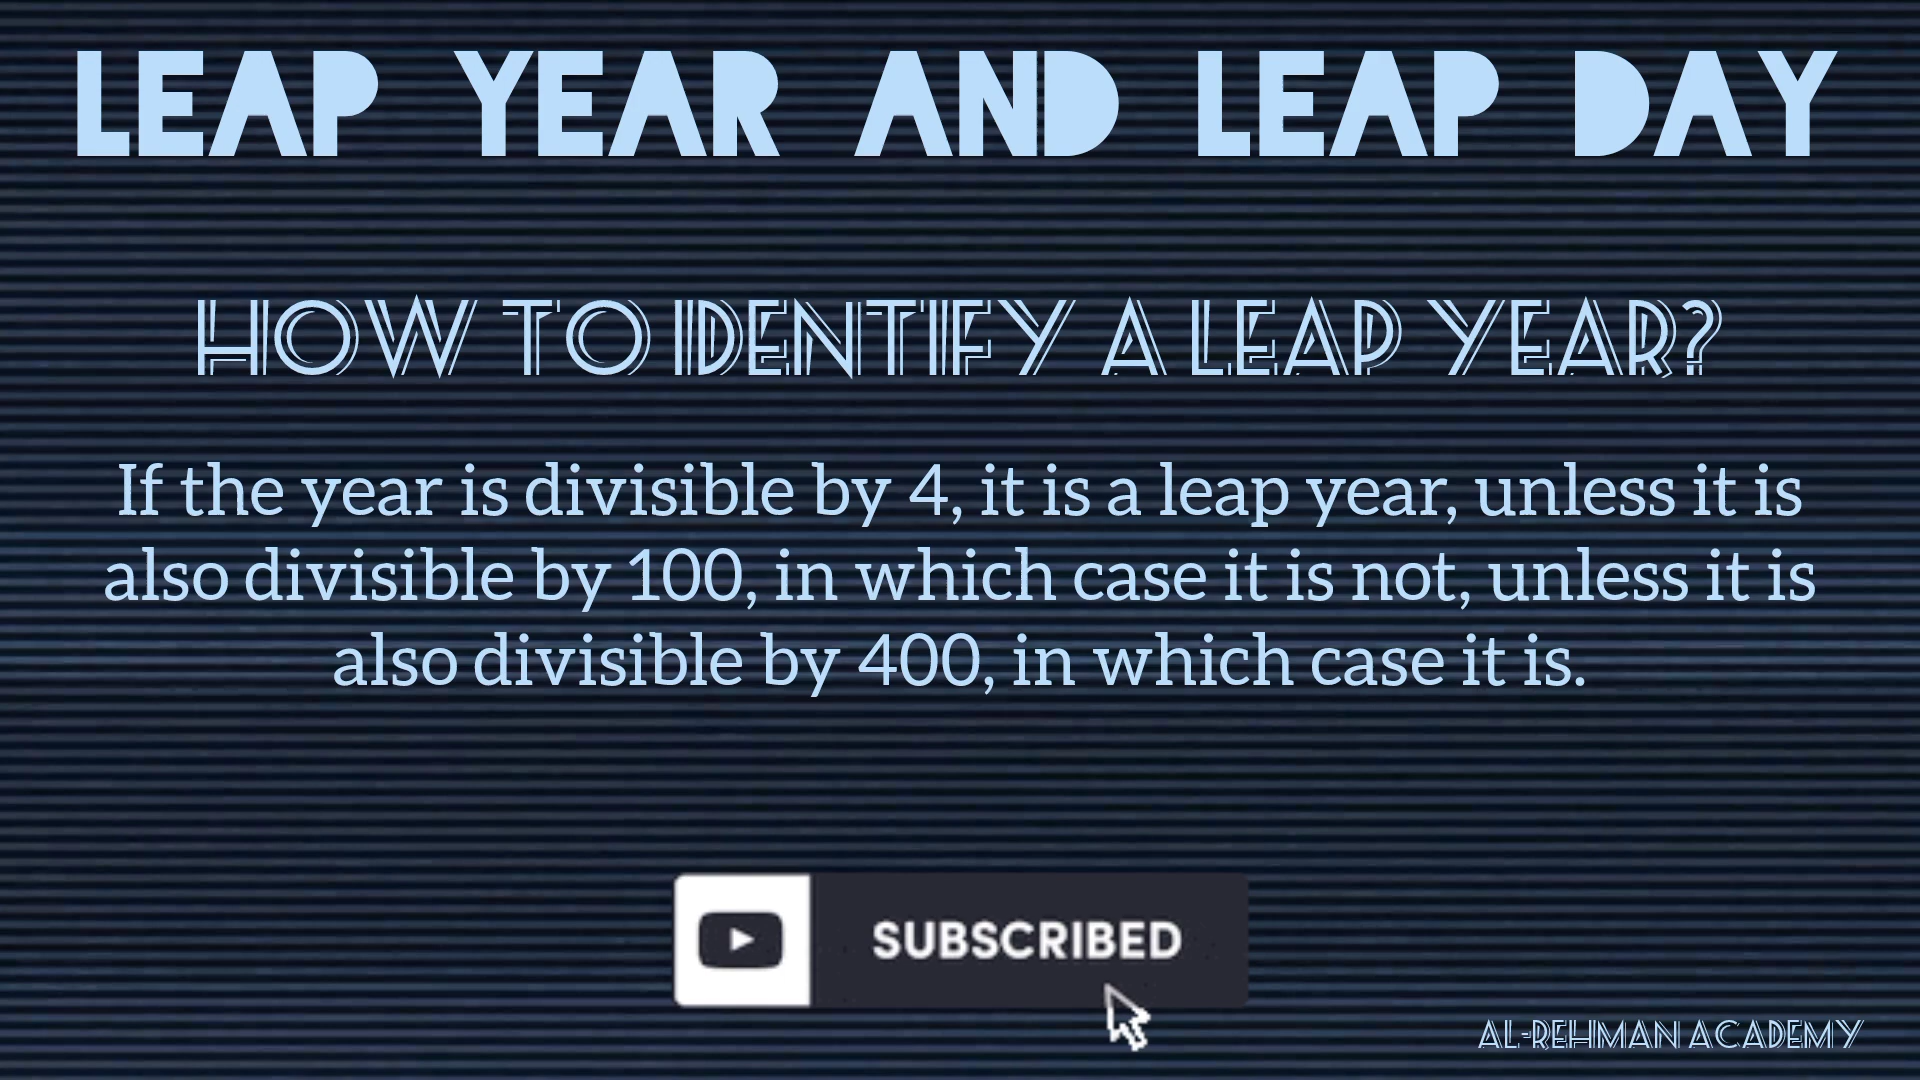 LEAP YEAR AND LEAP DAY
HOW TO IDENTIFY A LEAP YEAR?
If the year is divisible by 4, it is a leap year, unless it is
also divisible by 100, in which case it is not, unless it is
also divisible by 400, in which case it is.
SUBSCRIBED
AL-REHMAN ACADEMY